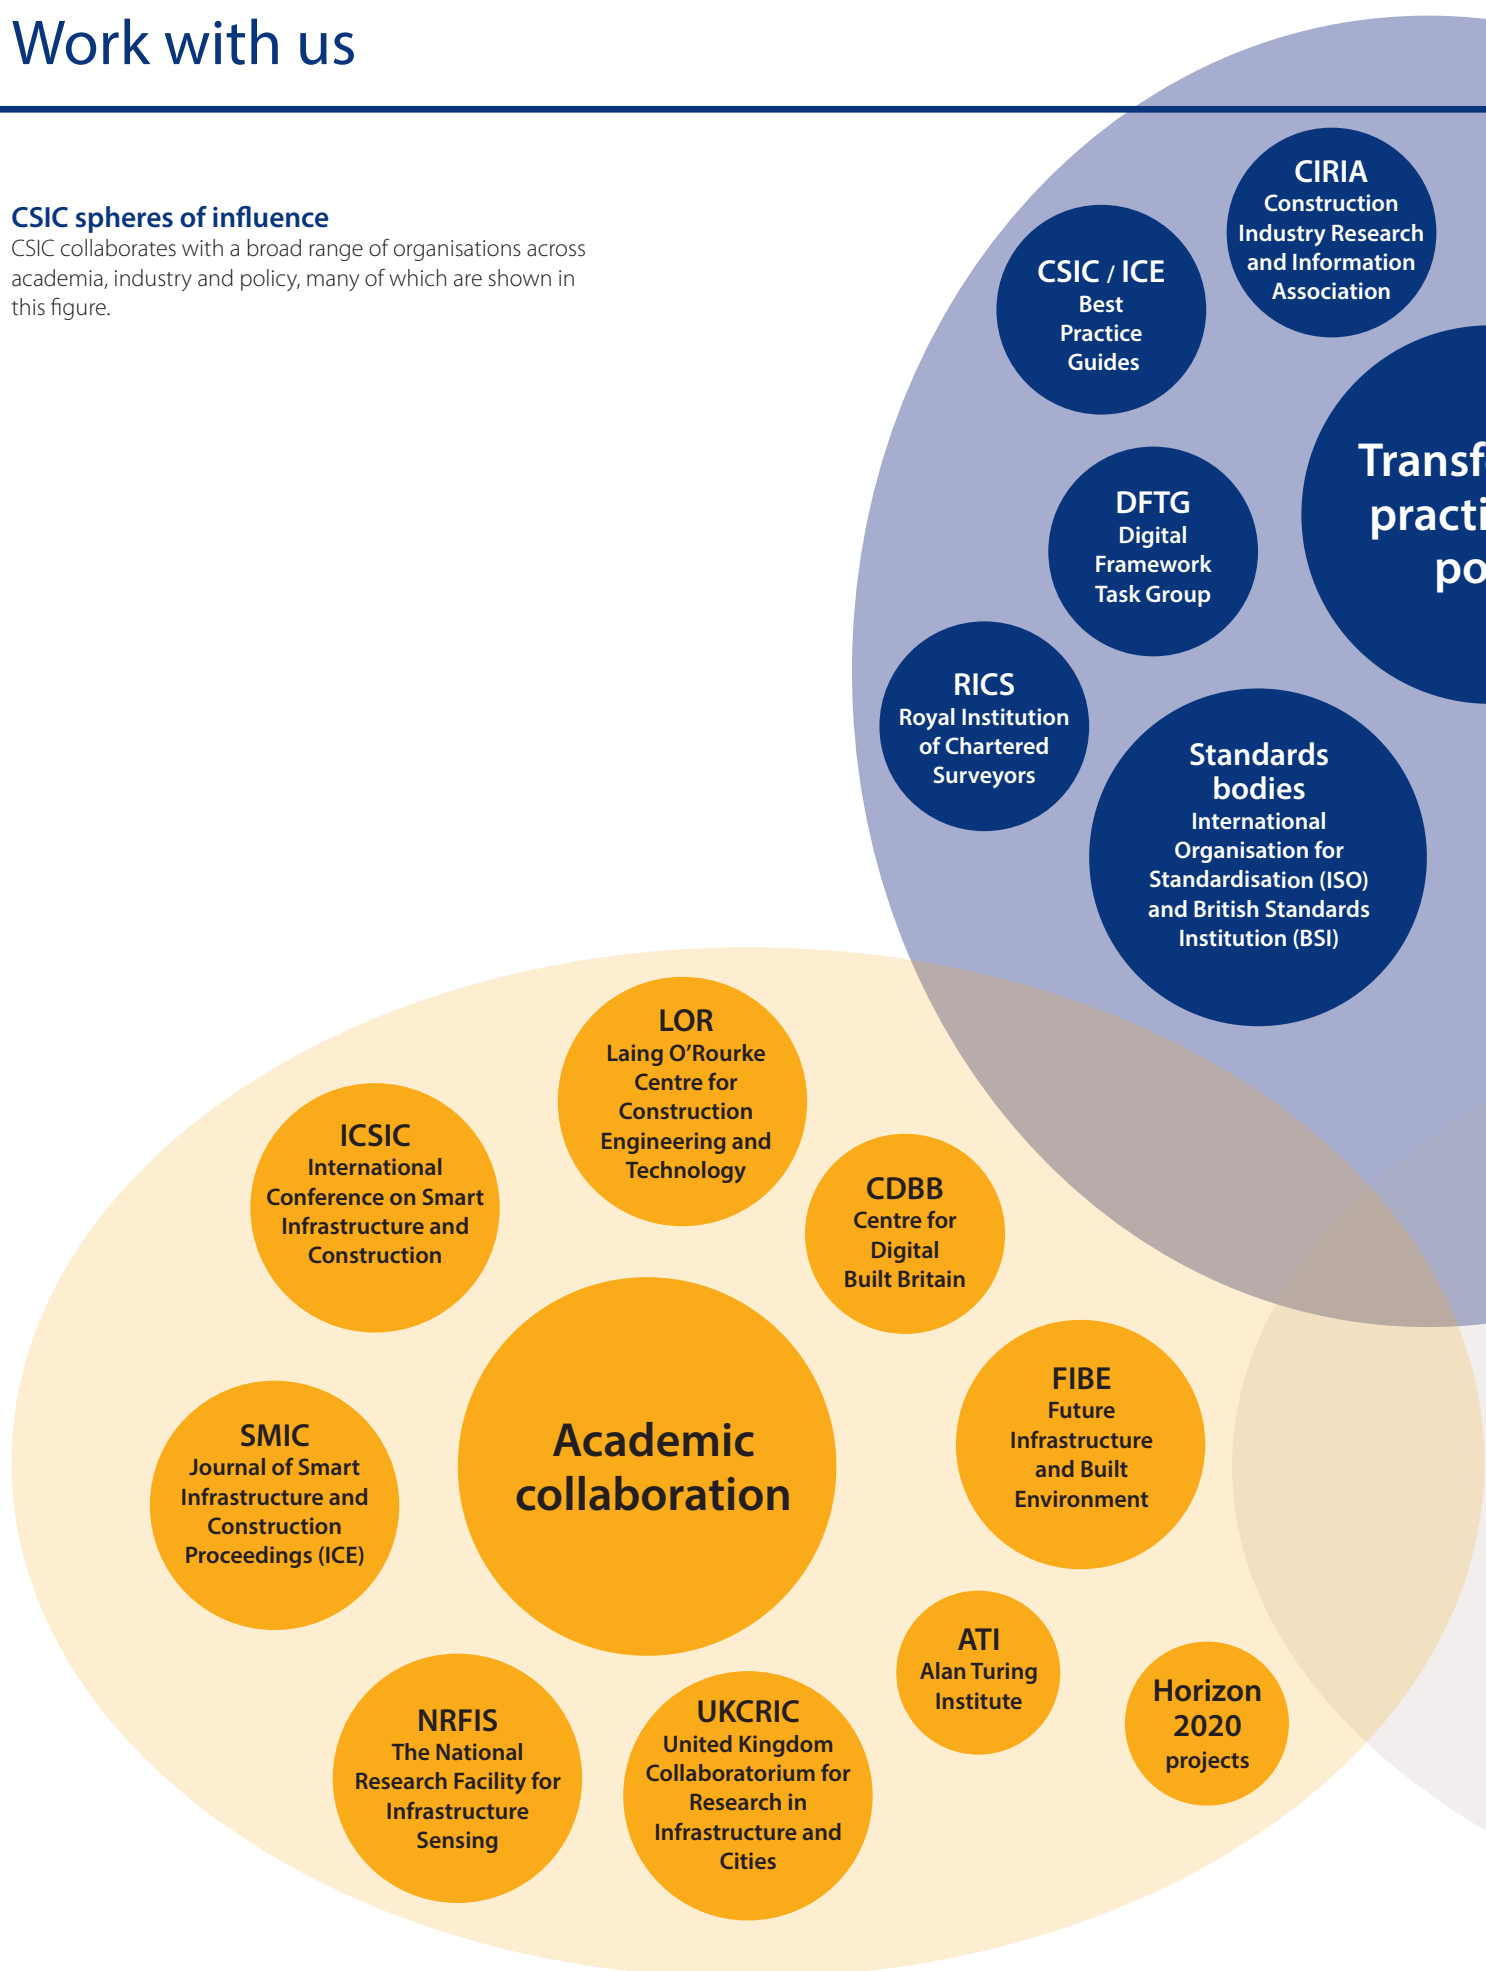 Work with us
CSIC spheres of influence
CSIC collaborates with a broad range of organisations across
academia, industry and policy, many of which are shown in
this figure.
CIRIA
Construction
Industry Research
and Information
Association
CSIC / ICE
Best
Practice
Guides
DFTG
Digital
Framework
Task Group
RICS
Royal Institution
of Chartered
Surveyors
Standards
bodies
International
Organisation for
Standardisation (ISO)
and British Standards
Institution (BSI)
LOR
Laing O'Rourke
Centre for
Construction
Engineering and
Technology
ICSIC
International
Conference on Smart
Infrastructure and
Construction
CDBB
Centre for
Digital
Built Britain
FIBE
Future
Infrastructure
and Built
Environment
Academic
collaboration
SMIC
Journal of Smart
Infrastructure and
Construction
Proceedings (ICE)
ATI
Alan Turing
Institute
Horizon
2020
projects
NRFIS
The National
Research Facility for
Infrastructure
Sensing
UKCRIC
United Kingdom
Collaboratorium for
Research in
Infrastructure and
Cities